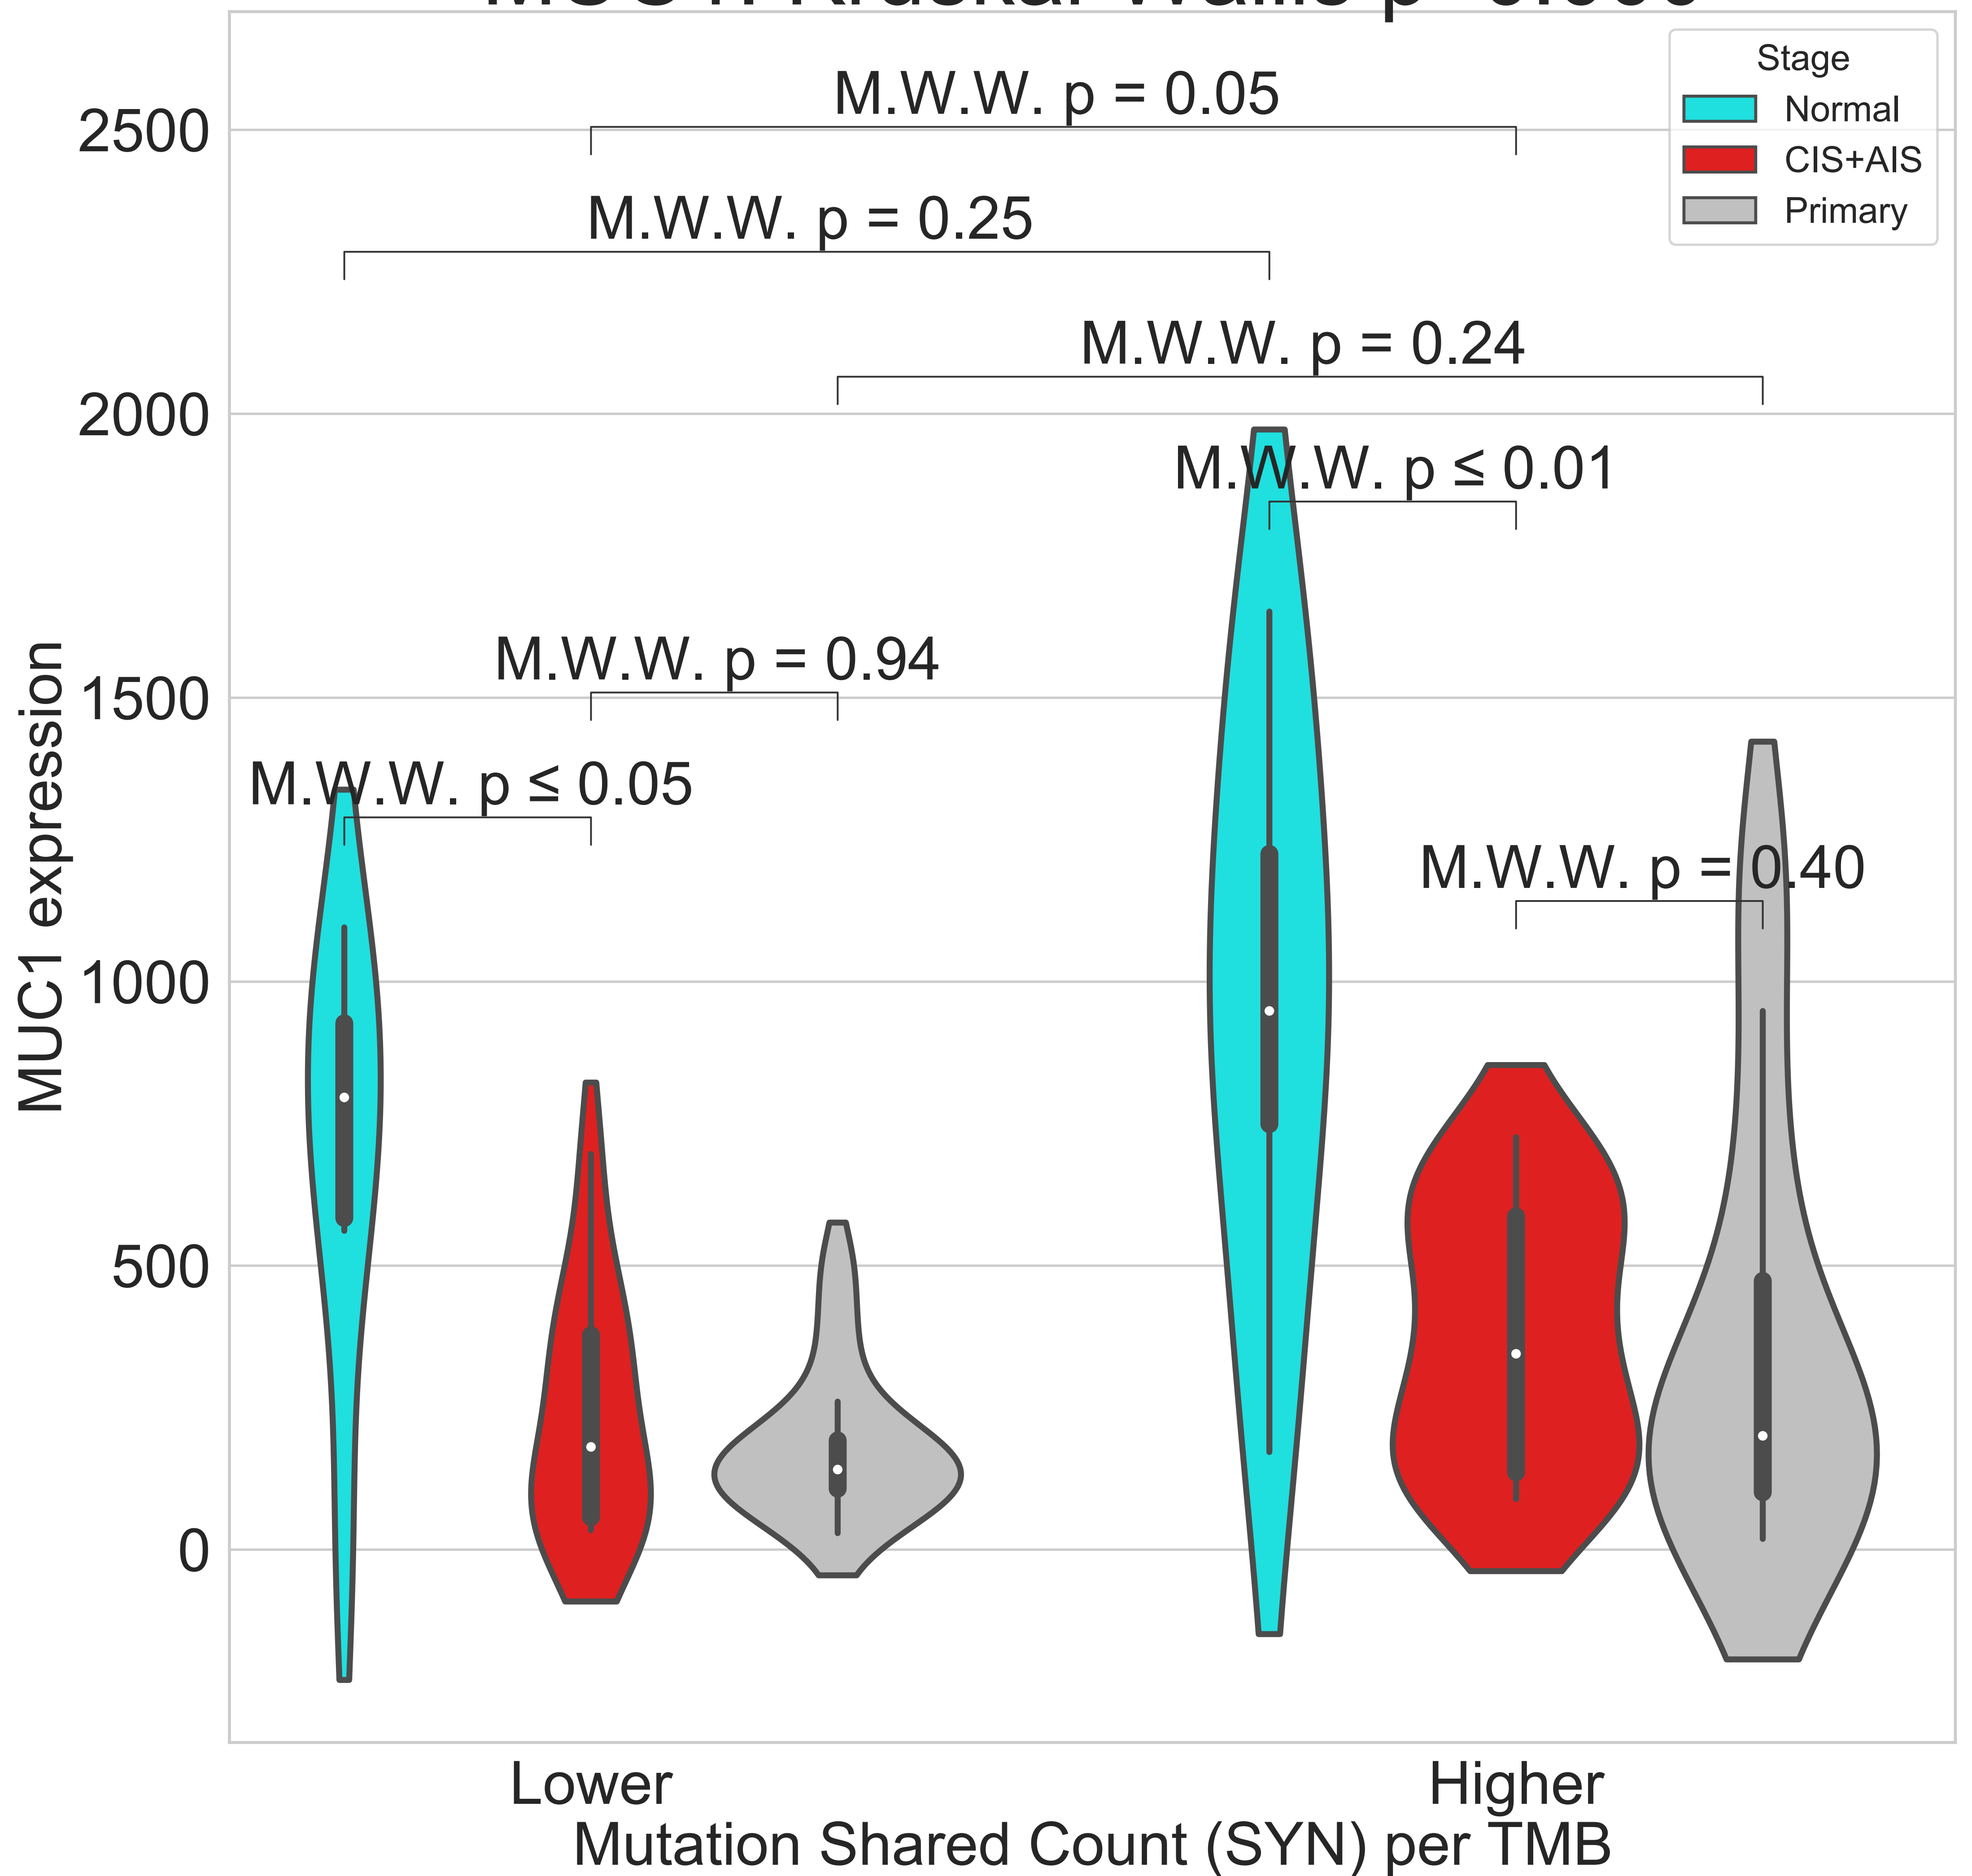 Stage
Normal
CIS+AIS
Primary
M.W.W. p = 0.05
M.W.W. p = 0.25
M.W.W. p = 0.24
M.W.W. p ≤ 0.01
M.W.W. p = 0.94
M.W.W. p ≤ 0.05
M.W.W. p = 0.40
2500
2000
1500
1000
500
0
MUC1 expression
Lower
Higher
Mutation Shared Count (SYN) per TMB